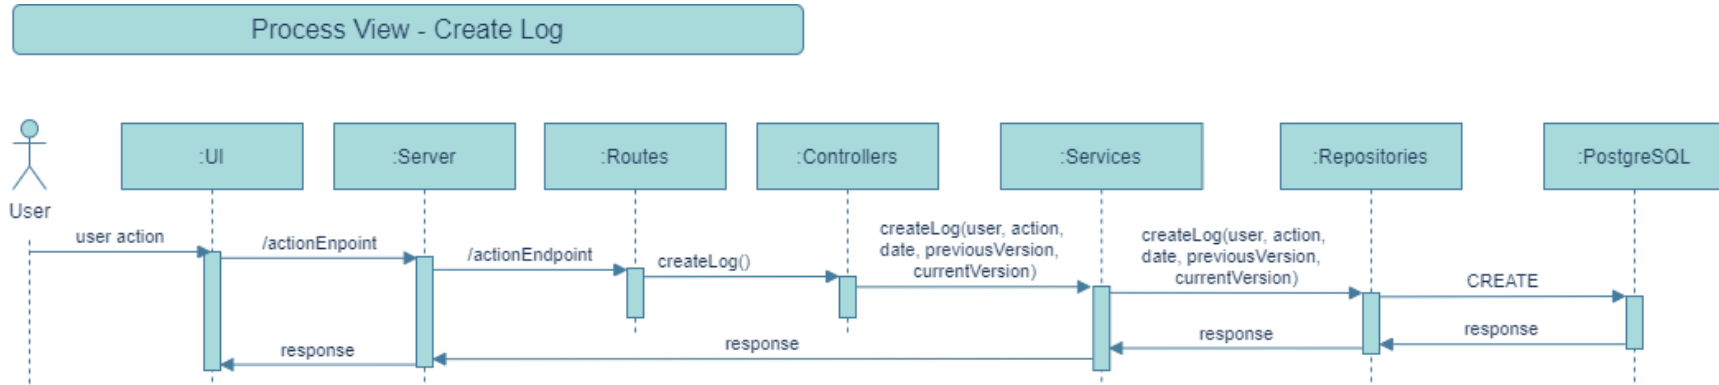 Process View - Create Log
:UI
:Server
:Routes
:Controllers
:Services
:Repositories
:PostgreSQL
User
user action
/actionEnpoint
/actionEndpoint
createLog()
createLog(user, action,
date, previousVersion,
currentVersion)
createLog(user, action,
date, previousVersion,
currentVersion)
CREATE
response
response
response
response